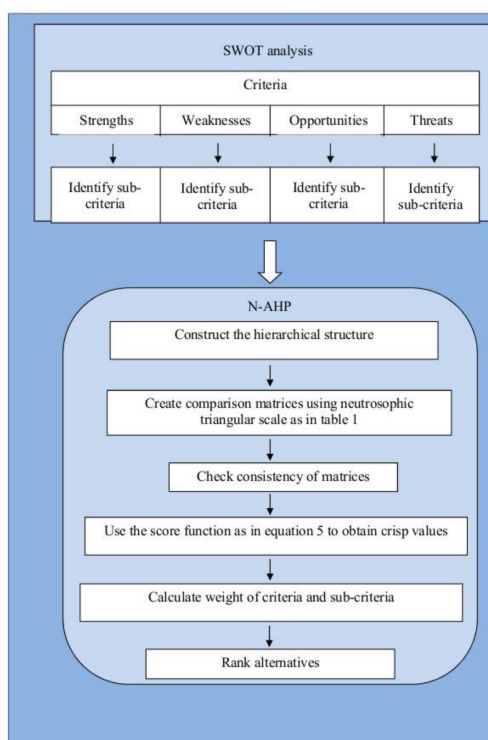 SWOT analysis
Criteria
Strengths Weaknesses Opportunities Threats
Identify sub-
criteria
Identify sub-
criteria
Identify sub-
criteria
Identify
sub-criteria
N-AHP
Construct the hierarchical structure
Create comparison matrices using neutrosophic
triangular scale as in table 1
Check consistency of matrices
Use the score function as in equation 5 to obtain crisp values
Calculate weight of criteria and sub-criteria
Rank alternatives